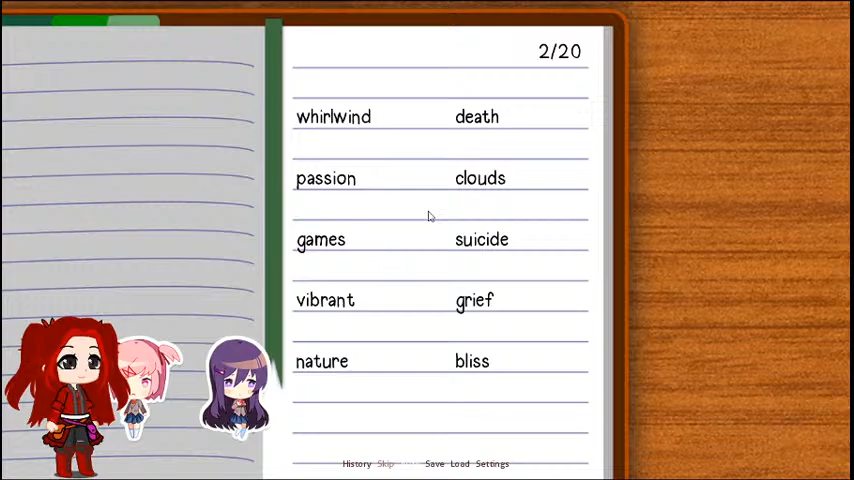 2/20
whirlwind death
passion clouds
games suicide
vibrant grief
nature bliss
History Skip Save Load Settings